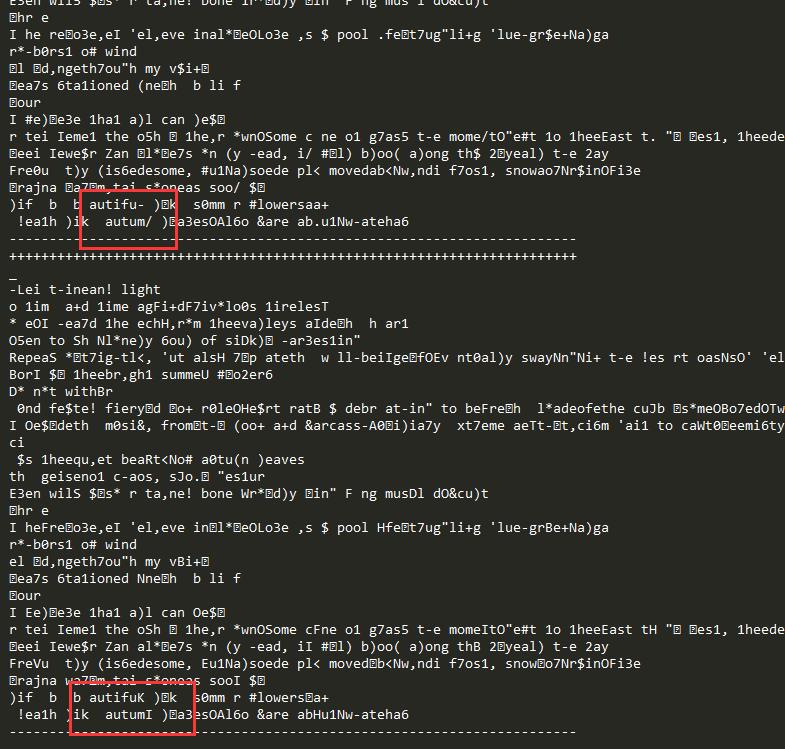 E3en wilS $▯s* r ta,ne! bone Ir*▯d)y ▯in" F ng mus l dO&cu)t
▯hr e
I he re▯o3e,eI 'el,eve inal*▯eOLo3e ,s $ pool .fe▯t7ug"li+g 'lue-gr$e+Na)ga
r*-b0rs1 o# wind
▯l ▯d,ngeth7ou"h my v$i+▯
▯ea7s 6ta1ioned (ne▯h  b li f
▯our
I #e)▯e3e 1ha1 a)l can )e$▯
r tei Ieme1 the o5h ▯ 1he,r *wnOSome c ne o1 g7as5 t-e mome/tO"e#t 1o 1heeEast t. "▯ ▯es1, 1heede
▯eei Iewe$r Zan ▯l*▯e7s *n (y -ead, i/ #▯l) b)oo( a)ong th$ 2▯yeal) t-e 2ay
Fre0u  t)y (is6edesome, #u1Na)soede pl< movedab<Nw,ndi f7os1, snowao7Nr$inOFi3e
▯rajna ▯a7▯m,tai s*oneas soo/ $▯
)if  b  b autifu- )▯k  s0mm r #lowersaa+
 !ea1h )ik  autum/ )▯a3esOAl6o &are ab.u1Nw-ateha6
-----------------------------------------------------------------------
+++++++++++++++++++++++++++++++++++++++++++++++++++++++++++++++++++++++
_
-Lei t-inean! light
o 1im  a+d 1ime agFi+dF7iv*lo0s 1irelesT
* eOI -ea7d 1he echH,r*m 1heeva)leys aIde▯h  h ar1
O5en to Sh Nl*ne)y 6ou) of siDk)▯ -ar3es1in"
RepeaS *▯t7ig-tl<, 'ut alsH 7▯p ateth  w ll-beiIge▯fOEv nt0al)y swayNn"Ni+ t-e !es rt oasNsO' 'el
BorI $▯ 1heebr,gh1 summeU #▯o2er6
D* n*t withBr
 0nd fe$te! fiery▯d ▯o+ r0leOHe$rt ratB $ debr at-in" to beFre▯h  l*adeofethe cuJb ▯s*meOBo7edOTw
I Oe$▯deth  m0si&, from▯t-▯ (oo+ a+d &arcass-A0▯i)ia7y  xt7eme aeTt-▯t,ci6m 'ai1 to caWt0▯eemi6ty
ci
 $s 1heequ,et beaRt<No# a0tu(n )eaves
th  geiseno1 c-aos, sJo.▯ "es1ur
E3en wilS $▯s* r ta,ne! bone Wr*▯d)y ▯in" F ng musDl dO&cu)t
▯hr e
I heFre▯o3e,eI 'el,eve in▯l*▯eOLo3e ,s $ pool Hfe▯t7ug"li+g 'lue-grBe+Na)ga
r*-b0rs1 o# wind
el ▯d,ngeth7ou"h my vBi+▯
▯ea7s 6ta1ioned Nne▯h  b li f
▯our
I Ee)▯e3e 1ha1 a)l can Oe$▯
r tei Ieme1 the oSh ▯ 1he,r *wnOSome cFne o1 g7as5 t-e momeItO"e#t 1o 1heeEast tH "▯ ▯es1, 1heede
▯eei Iewe$r Zan al*▯e7s *n (y -ead, iI #▯l) b)oo( a)ong thB 2▯yeal) t-e 2ay
FreVu  t)y (is6edesome, Eu1Na)soede pl< moved▯b<Nw,ndi f7os1, snow▯o7Nr$inOFi3e
▯rajna wa7▯m,tai s*oneas sooI $▯
)if  b  b autifuK )▯k  s0mm r #lowers▯a+
 !ea1h )ik  autumI )▯a3esOAl6o &are abHu1Nw-ateha6
-----------------------------------------------------------------------